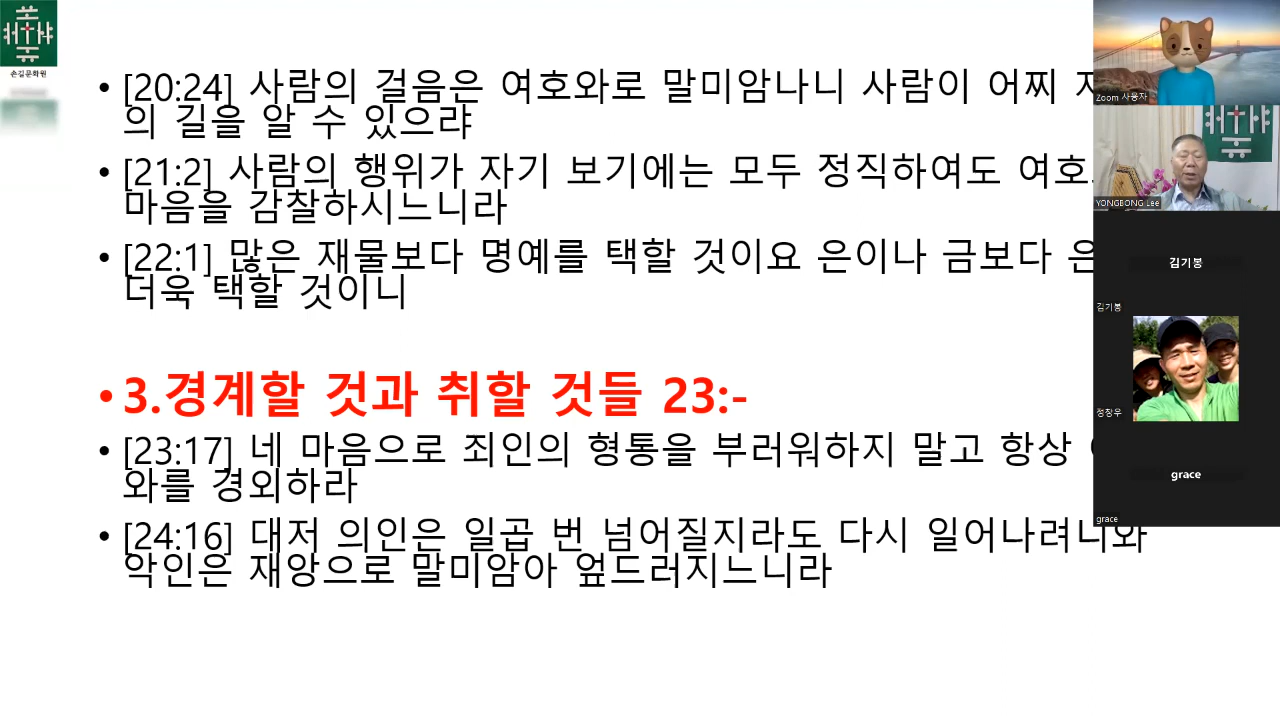 손길문화원
• [20:24] 사람의 걸음은 여호와로 말미암나니 사람이 어찌
의 길을 알 수 있으랴
• [21:2] 사람의 행위가 자기 보기에는 모두 정직하여도 여호
마음을 감찰하시느니라
• [22:1] 많은 재물보다 명예를 택할 것이요 은이나 금보다 은
더욱 택할 것이니
• 3.경계할 것과 취할 것들 23:-
• [23:17] 네 마음으로 죄인의 형통을 부러워하지 말고 항상
와를 경외하라
• [24:16] 대저 의인은 일곱 번 넘어질지라도 다시 일어나려니와
악인은 재앙으로 말미암아 엎드러지느니라
Zoom 사용자
YONGBONG Lee
김기봉
김기봉
정창우
grace
grace